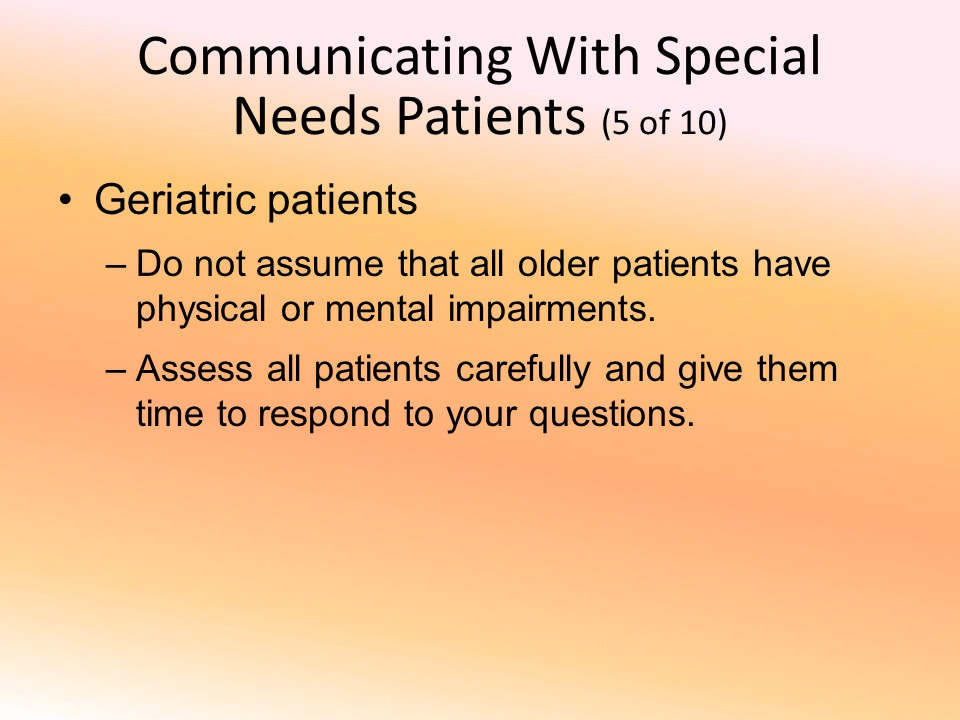 Communicating With Special
Needs Patients (5 of 10)
• Geriatric patients
– Do not assume that all older patients have
physical or mental impairments.
– Assess all patients carefully and give them
time to respond to your questions.